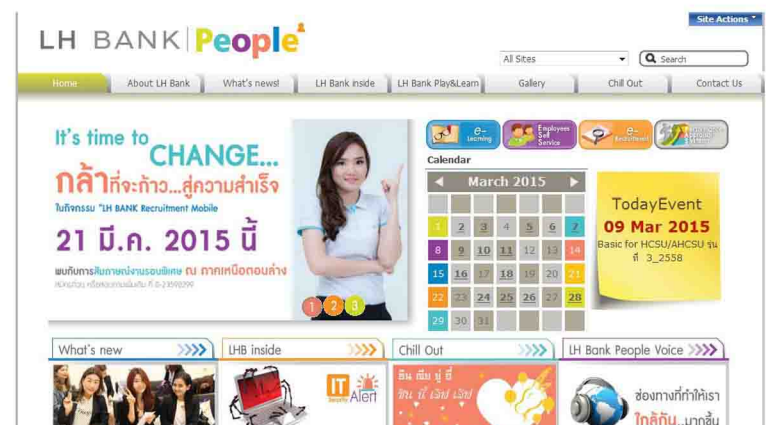 Site Actions
LH BANK People
All Sites
Search
Home
About LH Bank
What's news!
LH Bank inside
LH Bank Play&Learn
Gallery
Chill Out
Contact Us
It's time to
CHANGE...
กล้าที่จะก้าว...สู่ความสำเร็จ
ในกิจกรรม "LH BANK Recruitment Mobile
21 มี.ค. 2015 นี้
พบกับการสัมภาษณ์งานรอบพิเศษ ณ ภาคเหนือตอนล่าง
1 2 3
e-Learning
Employees Self Service
e-Recruitment
Calendar
March 2015
1 2 3 4 5 6 7
8 9 10 11 12 13 14
15 16 17 18 19 20 21
22 23 24 25 26 27 28
29 30 31
TodayEvent
09 Mar 2015
Basic for HCSU/AHCSU รุ่น
ที่ 3_2558
What's new
LHB inside
Chill Out
LH Bank People Voice
IT Security Alert
ชิน ชีม ชู่ ชี่
ช่องทางที่ทำให้เรา
ใกล้กัน..มากขึ้น